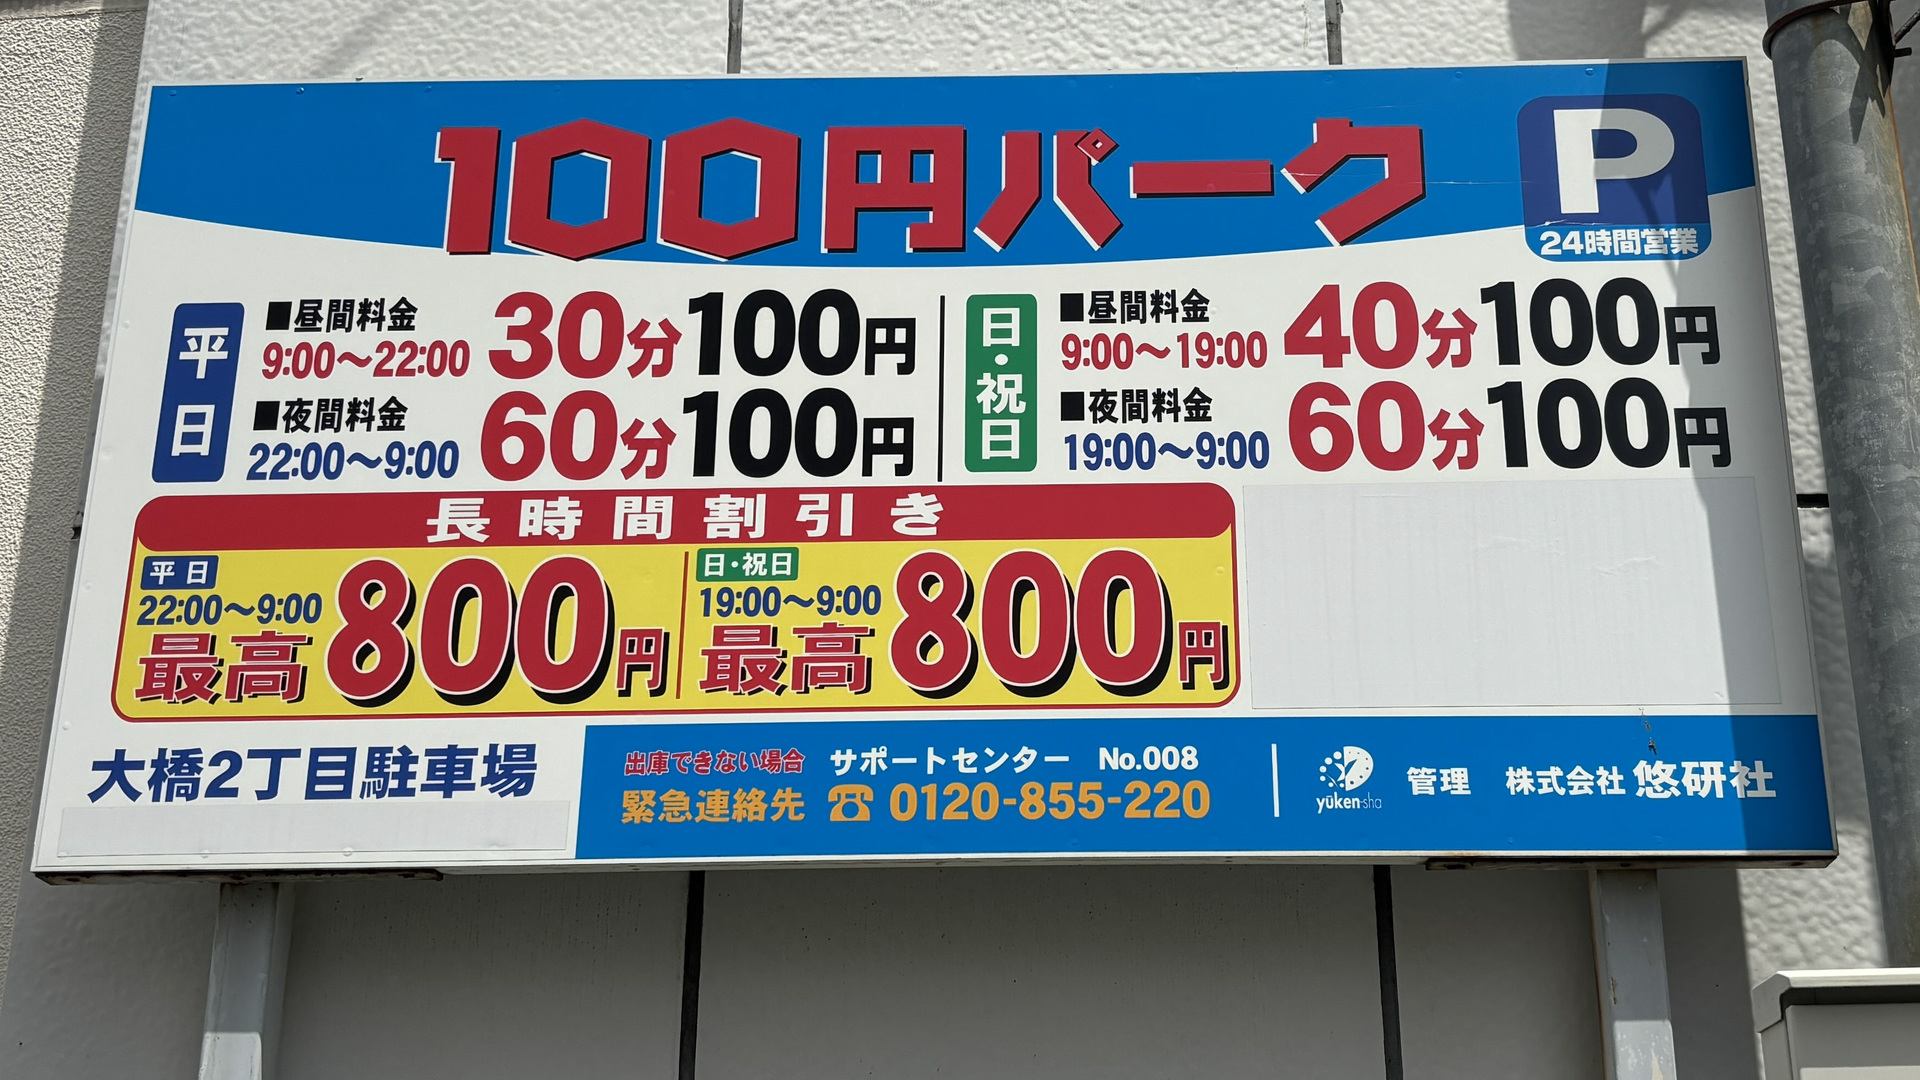 100円パーク
P
24時間営業
平日
■昼間料金
9:00～22:00
30分100円
■夜間料金
22:00～9:00
60分100円
日・祝日
■昼間料金
9:00～19:00
40分100円
■夜間料金
19:00～9:00
60分100円
長時間割引き
平日
22:00～9:00
最高800円
日・祝日
19:00～9:00
最高800円
大橋2丁目駐車場
出庫できない場合 サポートセンター No.008
緊急連絡先 ☎ 0120-855-220
yūken-sha
管理 株式会社 悠研社